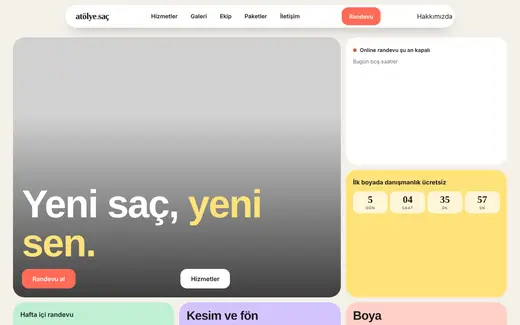 atölye.saç
Hizmetler
Galeri
Ekip
Paketler
İletişim
Randevu
Hakkımızda
Yeni saç, yeni
sen.
Randevu al
Hizmetler
Online randevu şu an kapalı
Bugün boş saatler
İlk boyada danışmanlık ücretsiz
5
04
35
57
GÜN
SAAT
DK
SN
Hafta içi randevu
Kesim ve fön
Boya